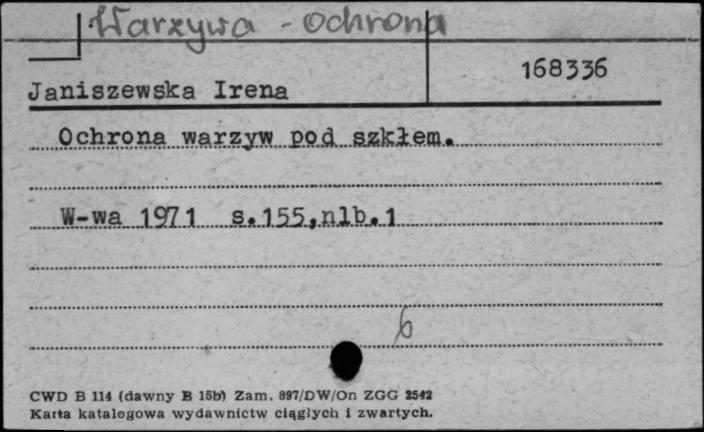 Warzywa - ochrona
168336
Janiszewska Irena
Ochrona warzyw pod szkłem.
W-wa 1971 s.155,nlb.1
6
CWD B 114 (dawny B 15b) Zam. 897/DW/On ZGG 2542
Karta katalogowa wydawnictw ciągłych i zwartych.